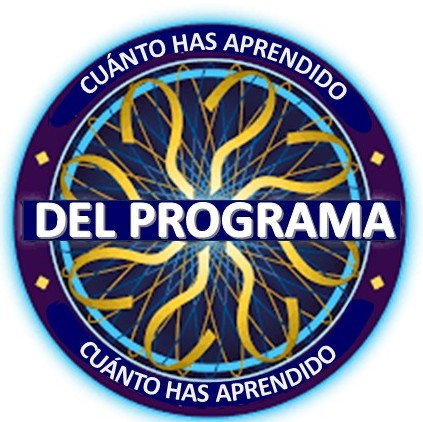 CUÁNTO HAS APRENDIDO
DEL PROGRAMA
CUÁNTO HAS APRENDIDO